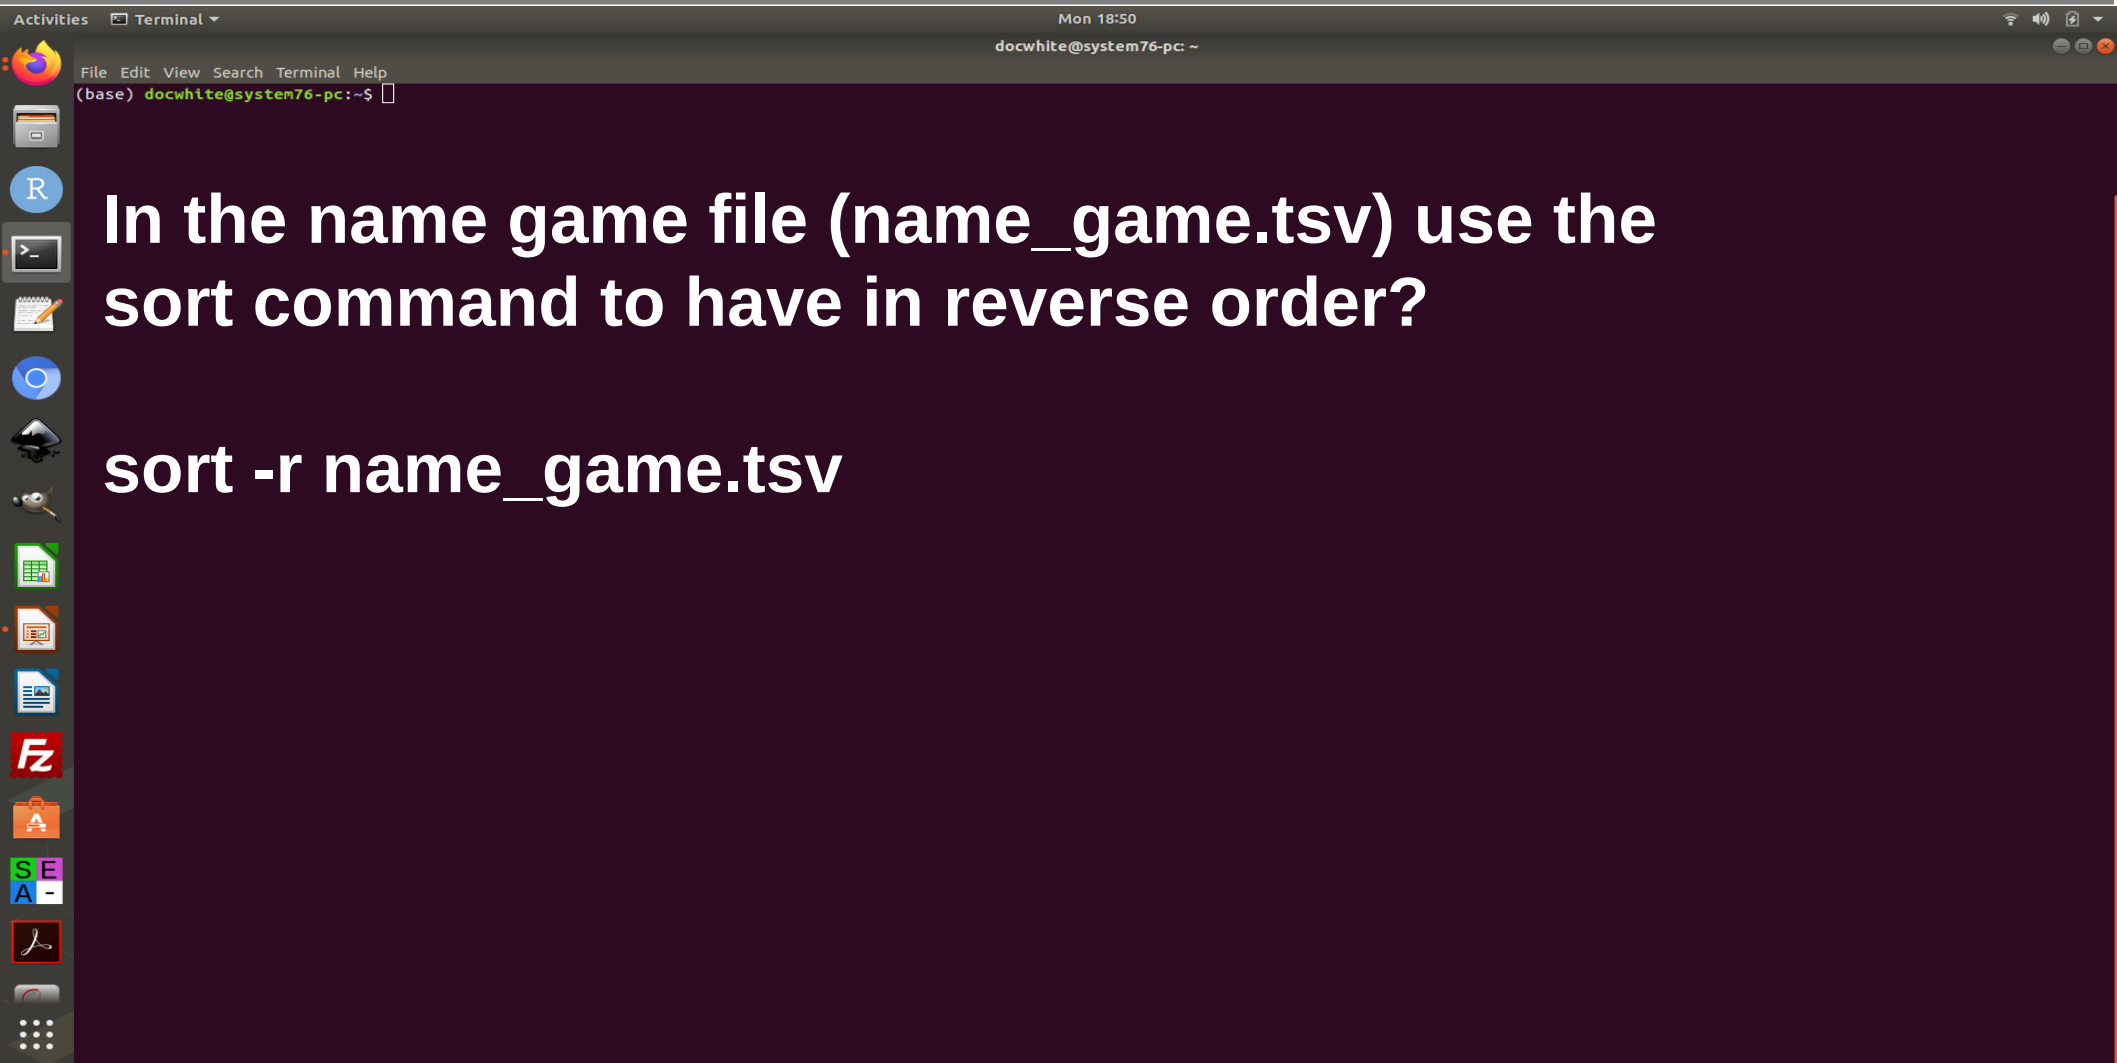 Activities Terminal Mon 18:50
docwhite@system76-pc: ~
File Edit View Search Terminal Help
(base) docwhite@system76-pc:~$
In the name game file (name_game.tsv) use the
sort command to have in reverse order?
sort -r name_game.tsv
R
>_
Fz
A
S E
A -